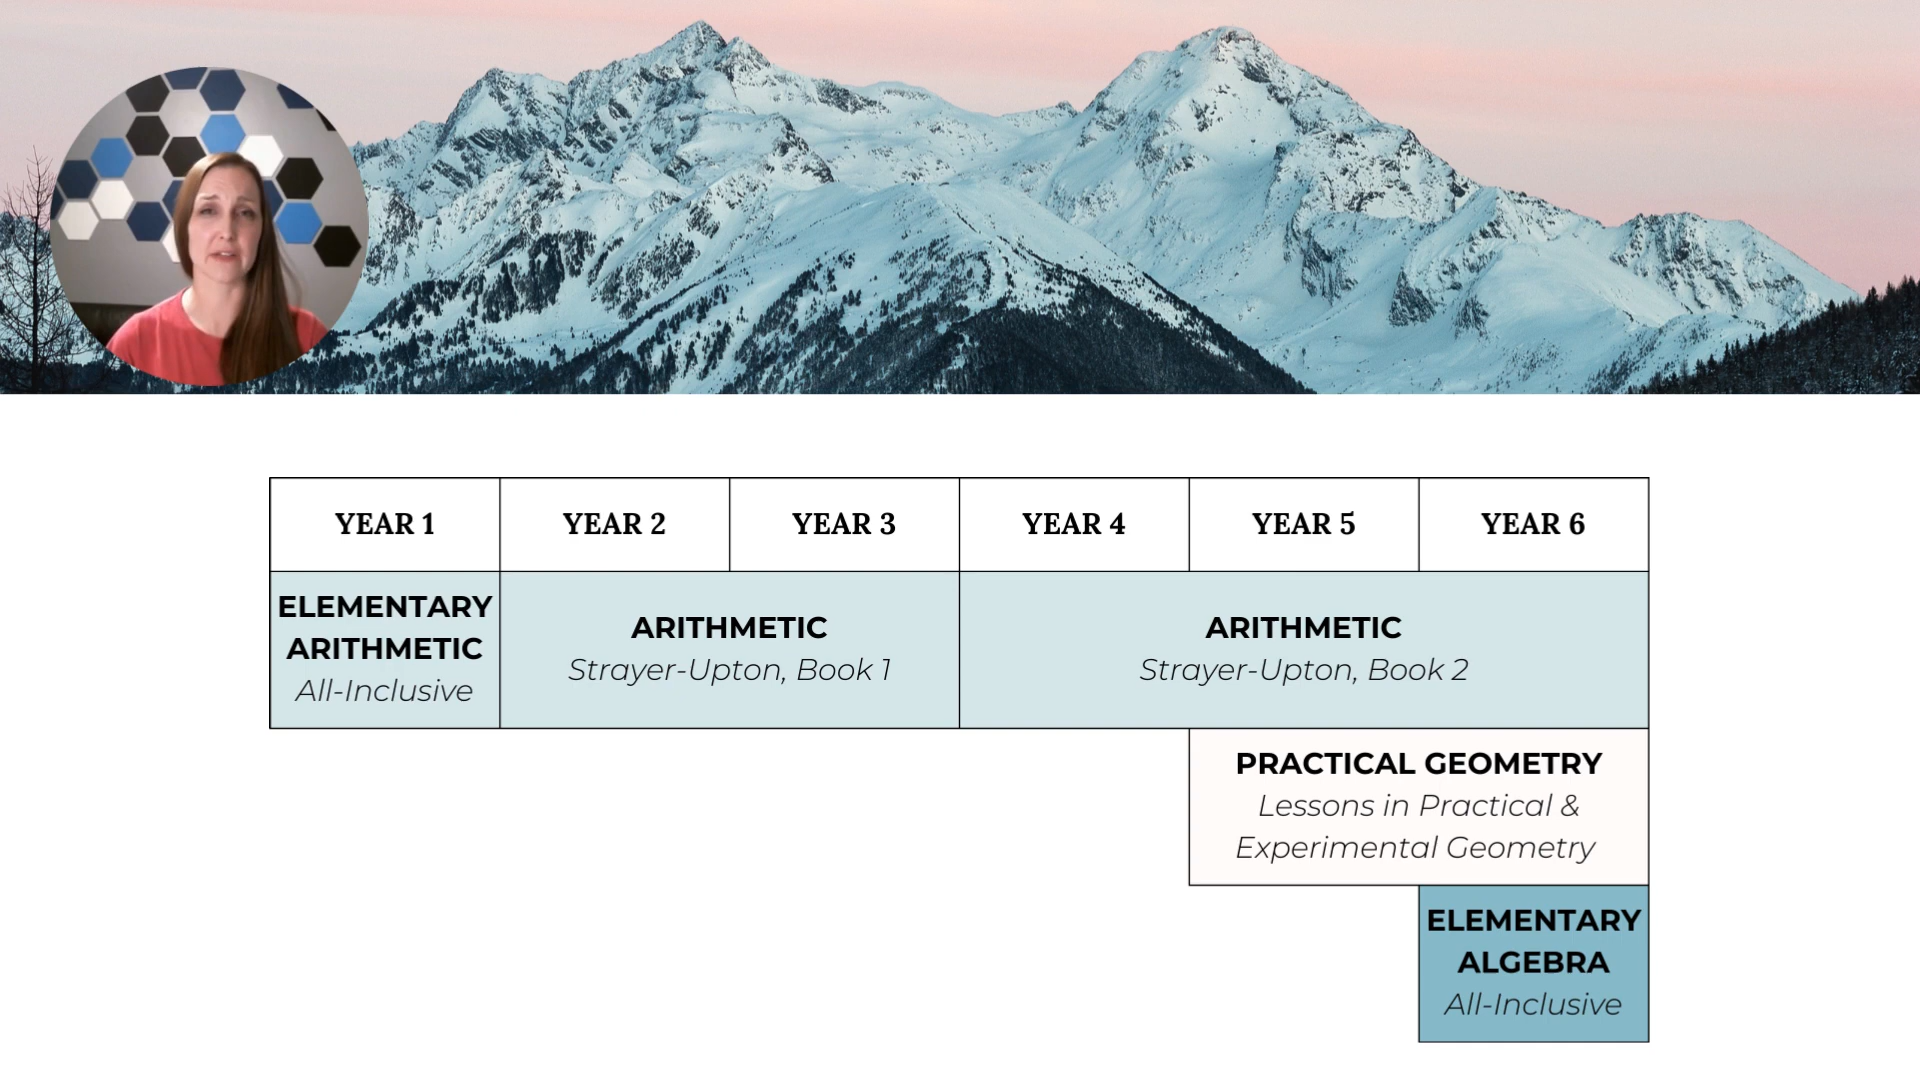 YEAR 1
YEAR 2
YEAR 3
YEAR 4
YEAR 5
YEAR 6
ELEMENTARY
ARITHMETIC
All-Inclusive
ARITHMETIC
Strayer-Upton, Book 1
ARITHMETIC
Strayer-Upton, Book 2
PRACTICAL GEOMETRY
Lessons in Practical &
Experimental Geometry
ELEMENTARY
ALGEBRA
All-Inclusive